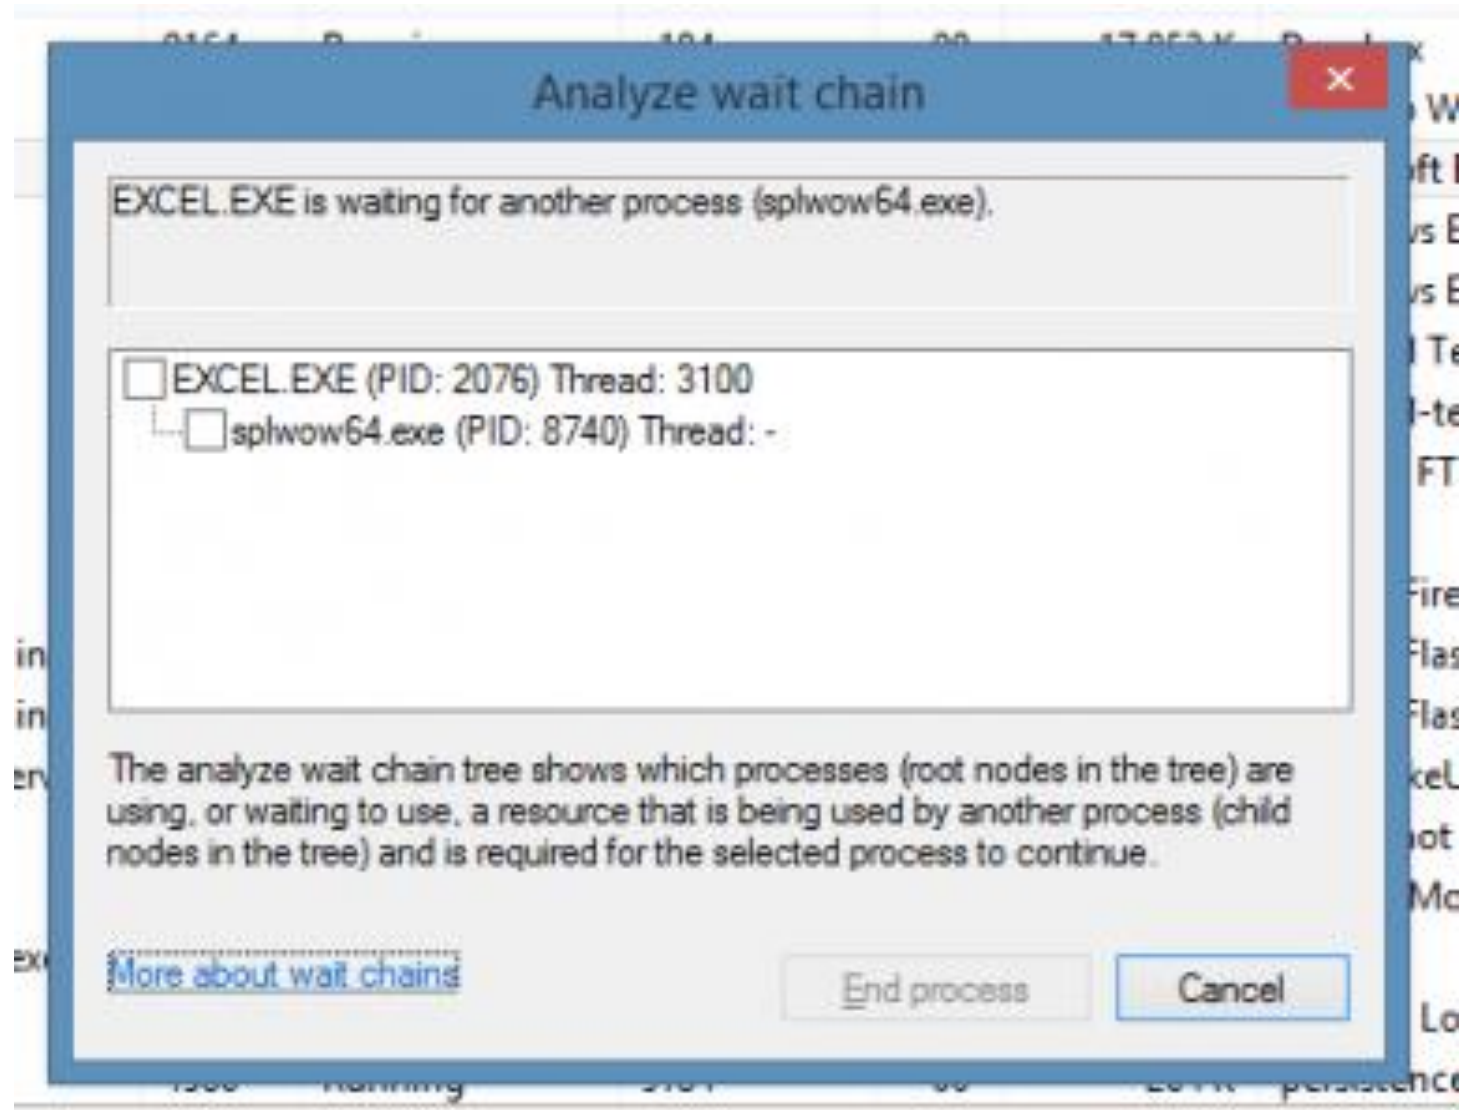 Analyze wait chain
EXCEL.EXE is waiting for another process (splwow64.exe).
EXCEL.EXE (PID: 2076) Thread: 3100
splwow64.exe (PID: 8740) Thread: -
The analyze wait chain tree shows which processes (root nodes in the tree) are
using, or waiting to use, a resource that is being used by another process (child
nodes in the tree) and is required for the selected process to continue.
More about wait chains
End process
Cancel